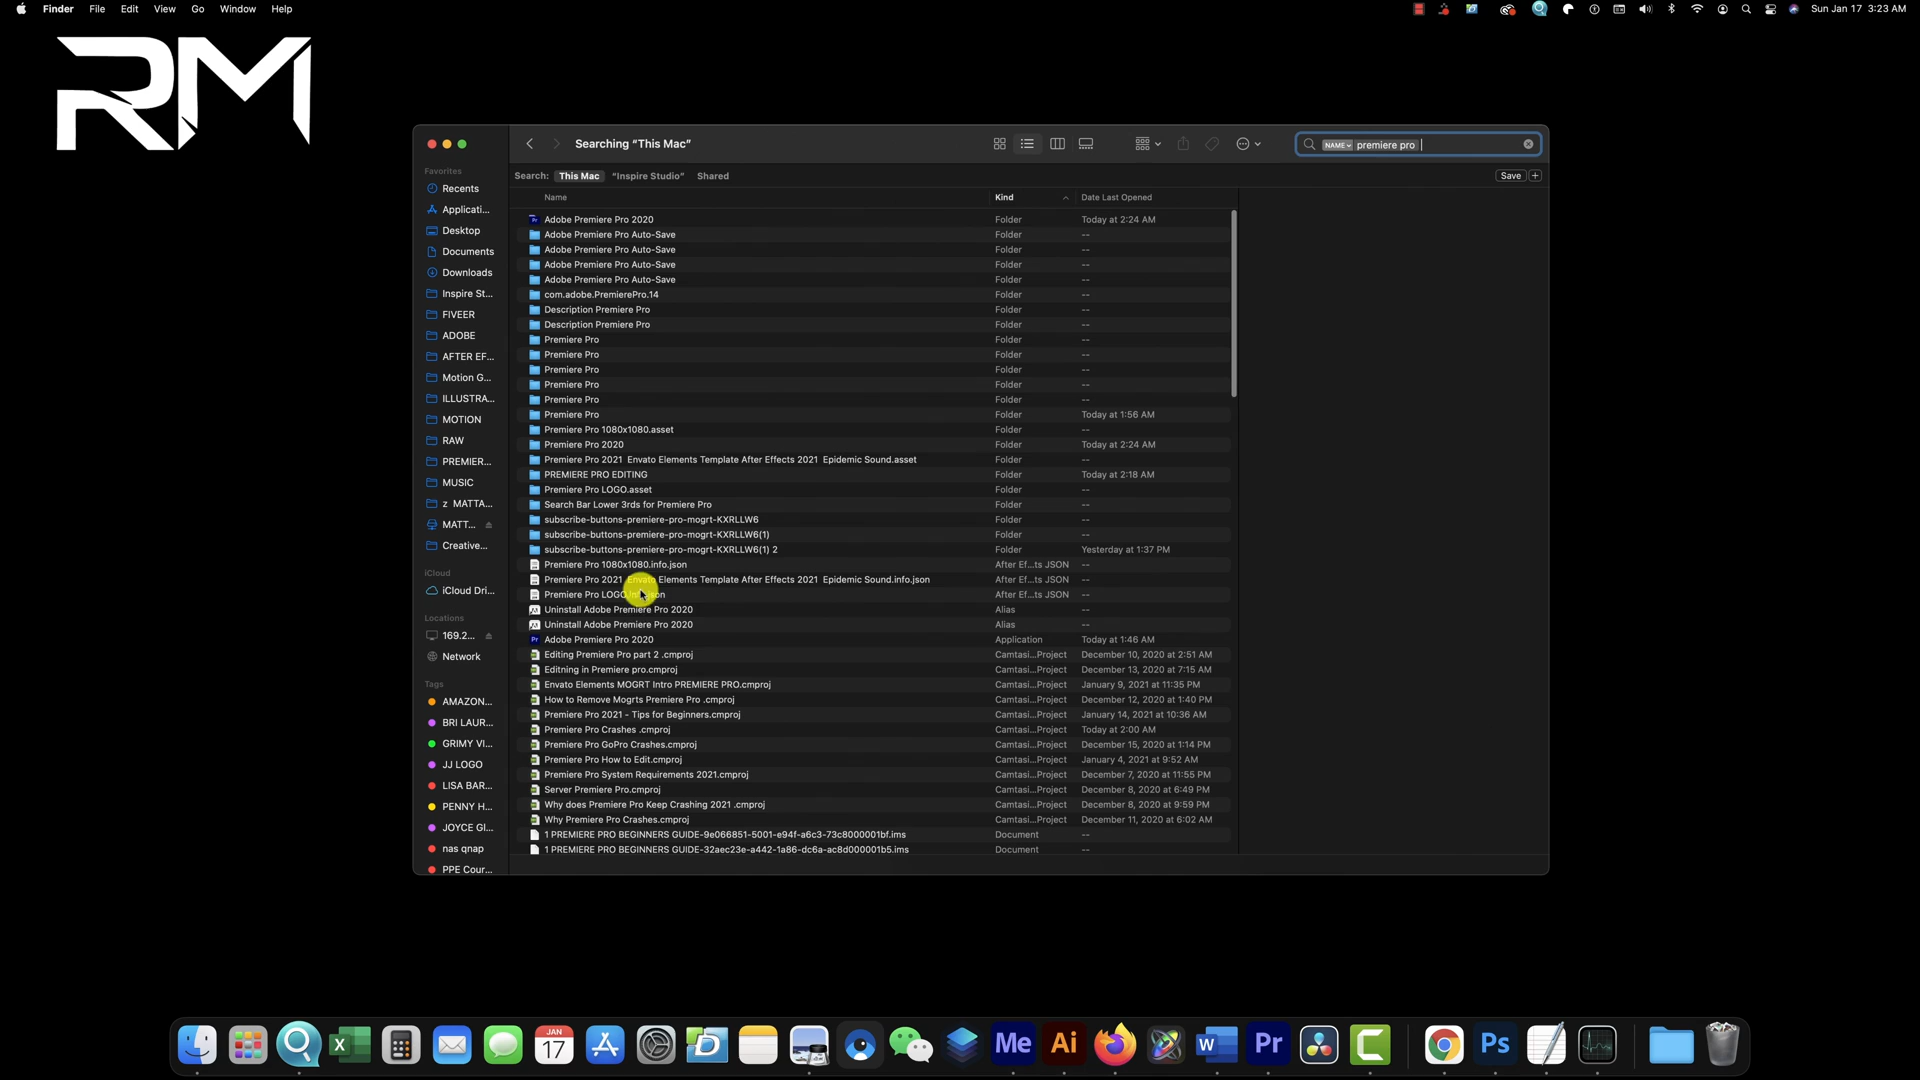 Finder File Edit View Go Window Help
Sun Jan 17 3:23 AM
RM
Searching “This Mac”
NAME premiere pro
Search: This Mac “Inspire Studio” Shared
Save
Name Kind Date Last Opened
Favorites
Recents
Applicati...
Desktop
Documents
Downloads
Inspire St...
FIVEER
ADOBE
AFTER EF...
Motion G...
ILLUSTRA...
MOTION
RAW
PREMIER...
MUSIC
z MATTA...
MATT...
Creative...
iCloud
iCloud Dri...
Locations
169.2...
Network
Tags
AMAZON...
BRI LAUR...
GRIMY VI...
JJ LOGO
LISA BAR...
PENNY H...
JOYCE GI...
nas qnap
PPE Cour...
Adobe Premiere Pro 2020 Folder Today at 2:24 AM
Adobe Premiere Pro Auto-Save Folder --
Adobe Premiere Pro Auto-Save Folder --
Adobe Premiere Pro Auto-Save Folder --
Adobe Premiere Pro Auto-Save Folder --
com.adobe.PremierePro.14 Folder --
Description Premiere Pro Folder --
Description Premiere Pro Folder --
Premiere Pro Folder --
Premiere Pro Folder --
Premiere Pro Folder --
Premiere Pro Folder --
Premiere Pro Folder --
Premiere Pro Folder Today at 1:56 AM
Premiere Pro 1080x1080.asset Folder --
Premiere Pro 2020 Folder Today at 2:24 AM
Premiere Pro 2021 Envato Elements Template After Effects 2021 Epidemic Sound.asset Folder --
PREMIERE PRO EDITING Folder Today at 2:18 AM
Premiere Pro LOGO.asset Folder --
Search Bar Lower 3rds for Premiere Pro Folder --
subscribe-buttons-premiere-pro-mogrt-KXRLLW6 Folder --
subscribe-buttons-premiere-pro-mogrt-KXRLLW6(1) Folder --
subscribe-buttons-premiere-pro-mogrt-KXRLLW6(1) 2 Folder Yesterday at 1:37 PM
Premiere Pro 1080x1080.info.json After Ef...ts JSON --
Premiere Pro 2021 Envato Elements Template After Effects 2021 Epidemic Sound.info.json After Ef...ts JSON --
Premiere Pro LOGO.info.json After Ef...ts JSON --
Uninstall Adobe Premiere Pro 2020 Alias --
Uninstall Adobe Premiere Pro 2020 Alias --
Adobe Premiere Pro 2020 Application Today at 1:46 AM
Editing Premiere Pro part 2 .cmproj Camtasi...Project December 10, 2020 at 2:51 AM
Editning in Premiere pro.cmproj Camtasi...Project December 13, 2020 at 7:15 AM
Envato Elements MOGRT Intro PREMIERE PRO.cmproj Camtasi...Project January 9, 2021 at 11:35 PM
How to Remove Mogrts Premiere Pro .cmproj Camtasi...Project December 12, 2020 at 1:40 PM
Premiere Pro 2021 - Tips for Beginners.cmproj Camtasi...Project January 14, 2021 at 10:36 AM
Premiere Pro Crashes .cmproj Camtasi...Project Today at 2:00 AM
Premiere Pro GoPro Crashes.cmproj Camtasi...Project December 15, 2020 at 1:14 PM
Premiere Pro How to Edit.cmproj Camtasi...Project January 4, 2021 at 9:52 AM
Premiere Pro System Requirements 2021.cmproj Camtasi...Project December 7, 2020 at 11:55 PM
Server Premiere Pro.cmproj Camtasi...Project December 8, 2020 at 6:49 PM
Why does Premiere Pro Keep Crashing 2021 .cmproj Camtasi...Project December 8, 2020 at 9:59 PM
Why Premiere Pro Crashes.cmproj Camtasi...Project December 11, 2020 at 6:02 AM
1 PREMIERE PRO BEGINNERS GUIDE-9e066851-5001-e94f-a6c3-73c8000001bf.ims Document --
1 PREMIERE PRO BEGINNERS GUIDE-32aec23e-a442-1a86-dc6a-ac8d000001b5.ims Document --
X JAN 17 D Me Ai W Pr C Ps